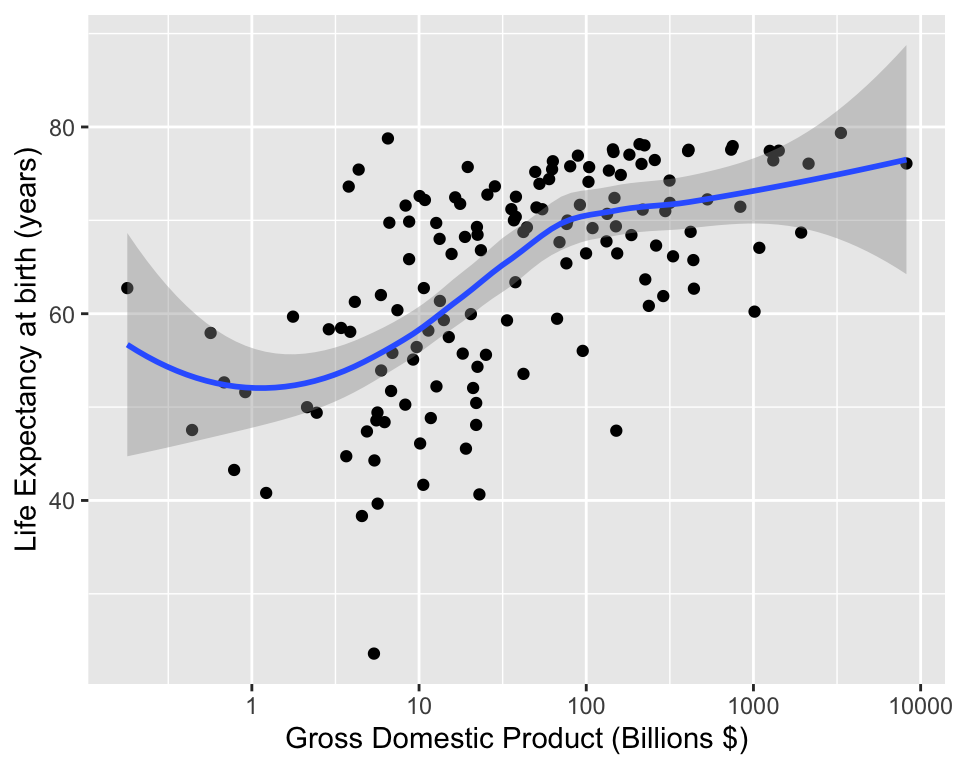 Life Expectancy at birth (years)
80
60
40
1 10 100 1000 10000
Gross Domestic Product (Billions $)